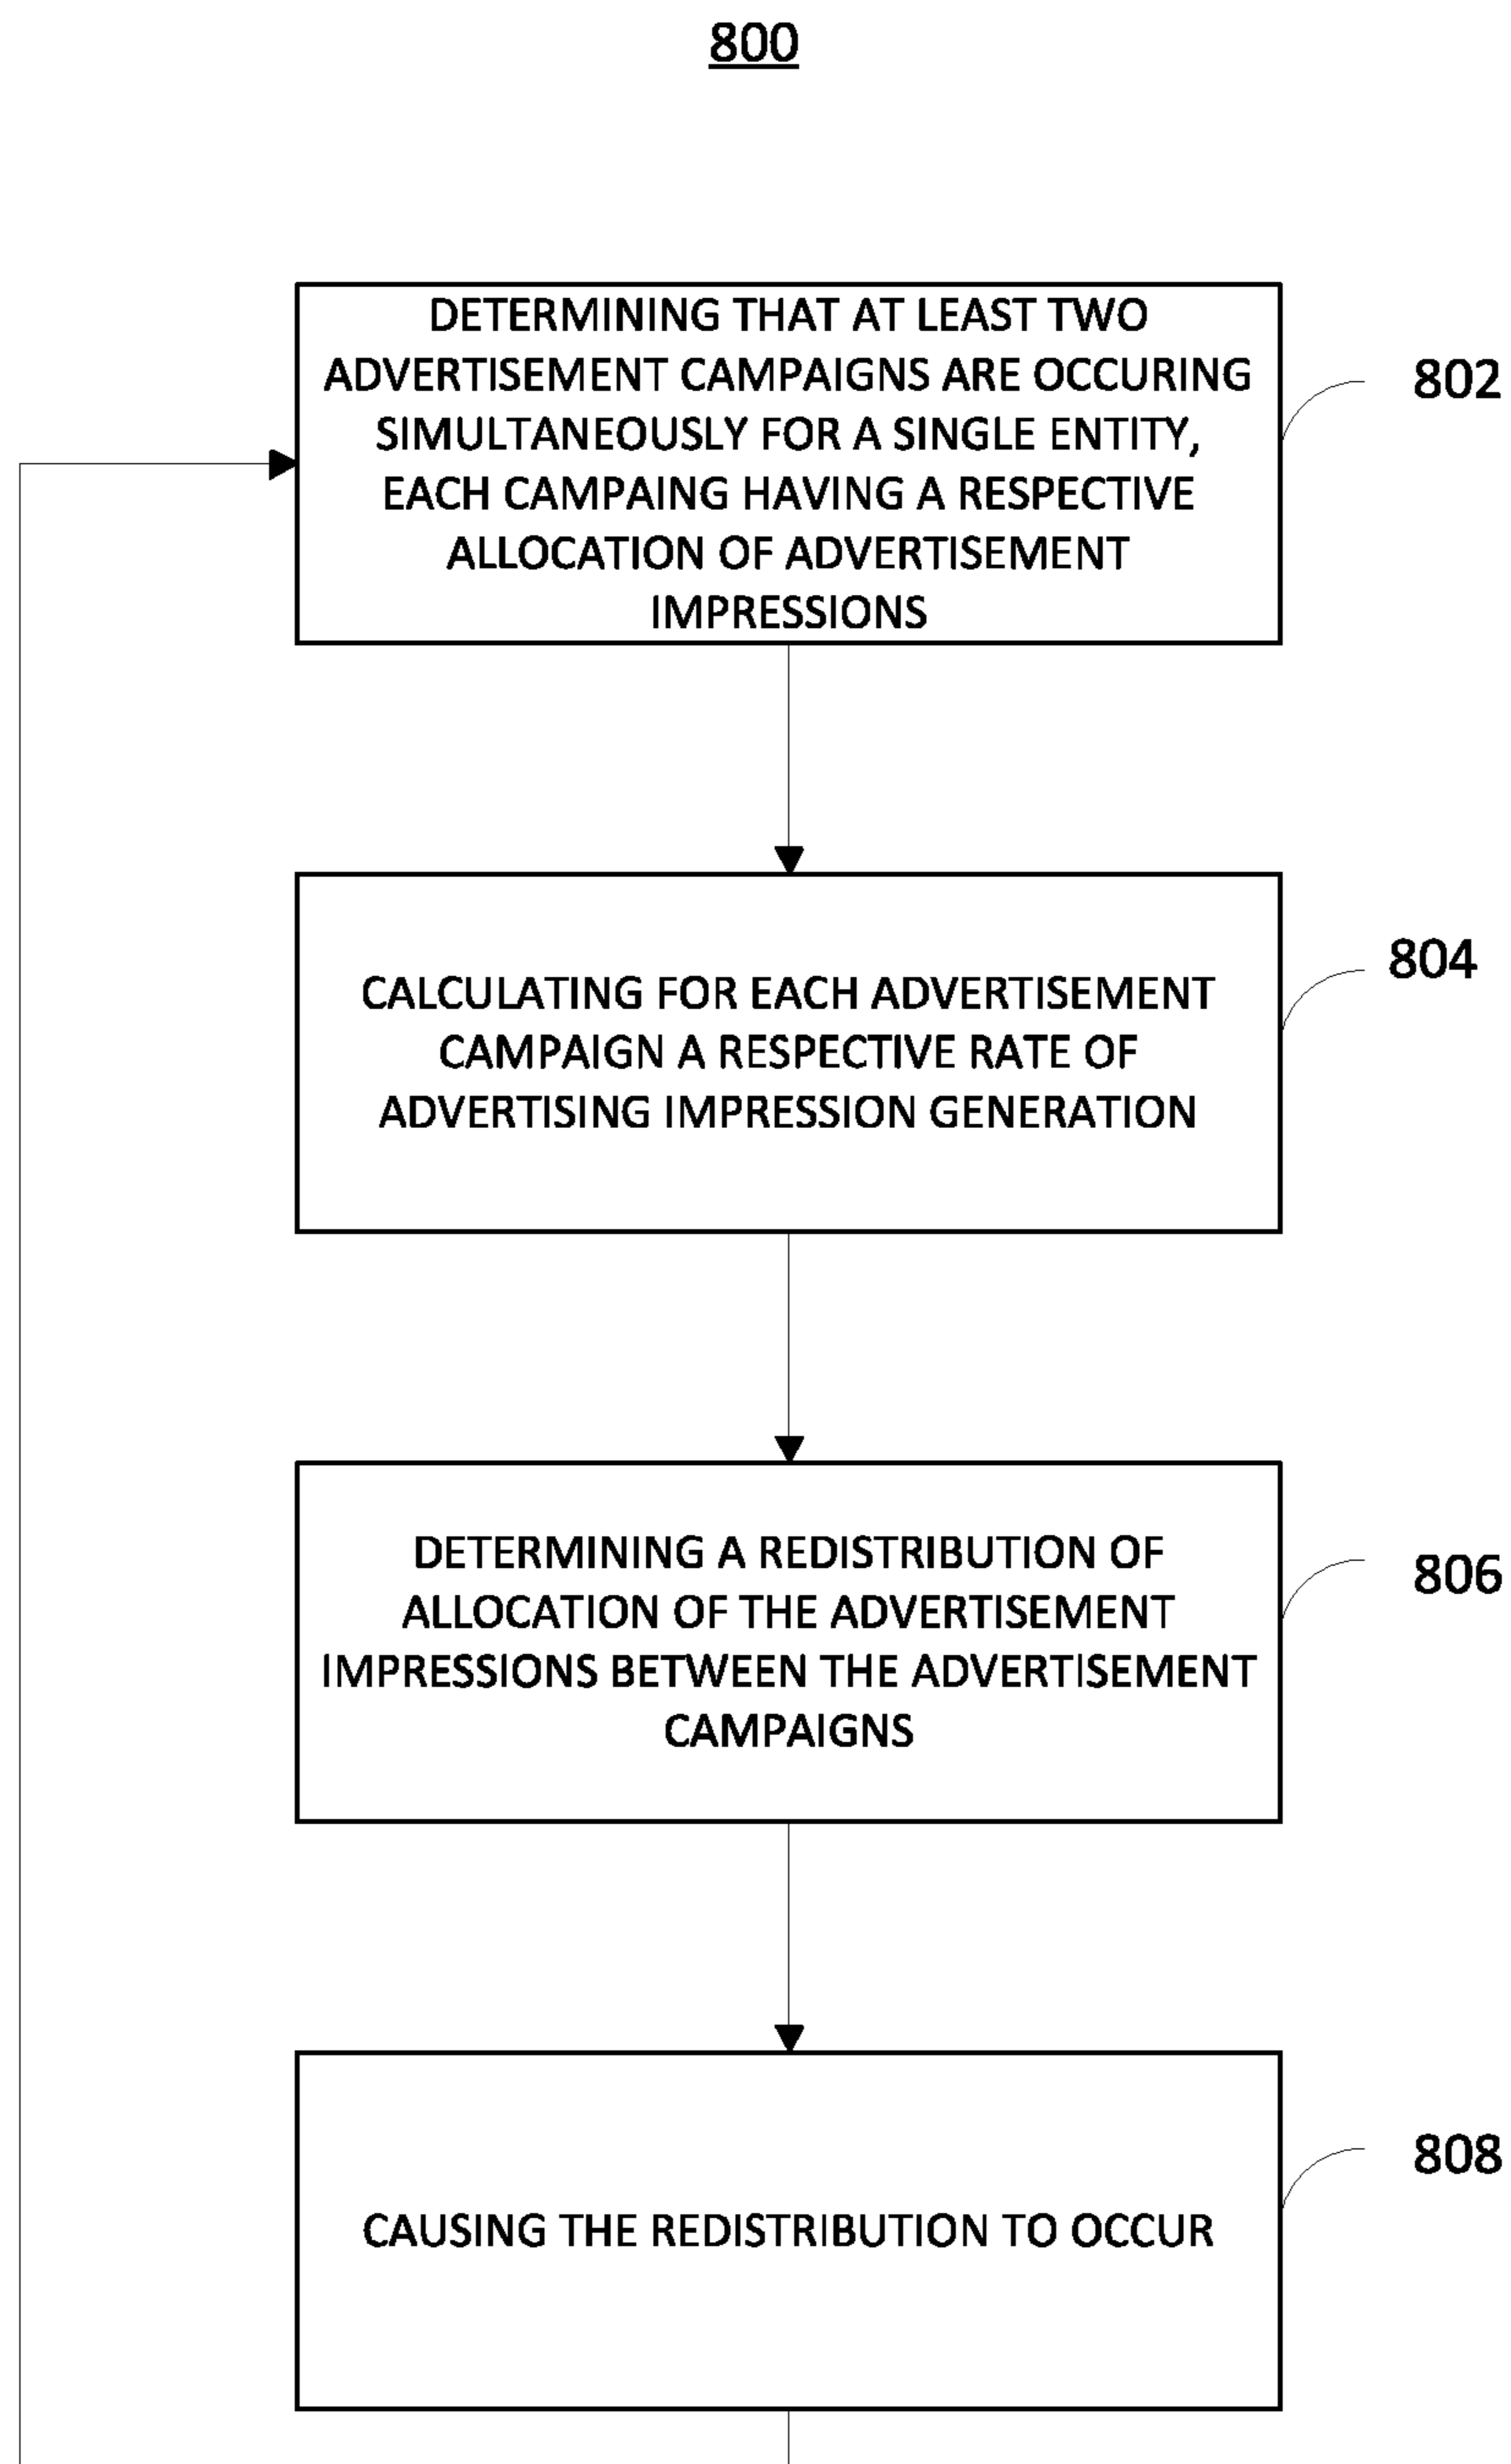 800
DETERMINING THAT AT LEAST TWO
ADVERTISEMENT CAMPAIGNS ARE OCCURING
SIMULTANEOUSLY FOR A SINGLE ENTITY,
EACH CAMPAING HAVING A RESPECTIVE
ALLOCATION OF ADVERTISEMENT
IMPRESSIONS
802
CALCULATING FOR EACH ADVERTISEMENT
CAMPAIGN A RESPECTIVE RATE OF
ADVERTISING IMPRESSION GENERATION
804
DETERMINING A REDISTRIBUTION OF
ALLOCATION OF THE ADVERTISEMENT
IMPRESSIONS BETWEEN THE ADVERTISEMENT
CAMPAIGNS
806
CAUSING THE REDISTRIBUTION TO OCCUR
808